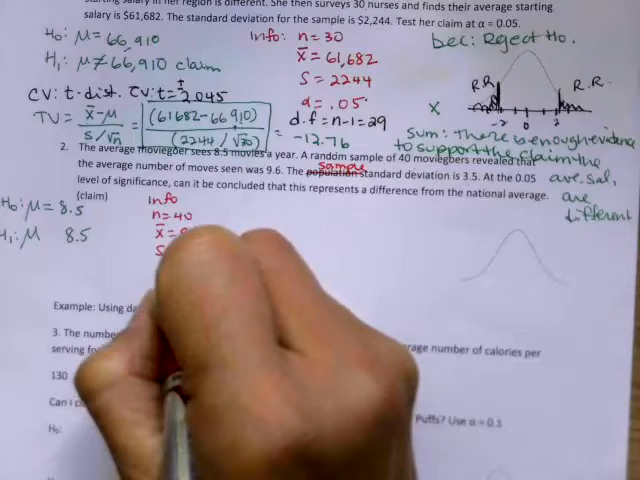 starting salary in her region is different. She then surveys 30 nurses and finds their average starting
salary is $61,682. The standard deviation for the sample is $2,244. Test her claim at α = 0.05.
H₀: μ = 66,910
H₁: μ ≠ 66,910 claim
CV: t-dist. CV: t = ± 2.045
TV = x̄-μ / s/√n = (61682-66910) / (2244/√30) = -12.76
Info: n = 30
x̄ = 61,682
s = 2244
α = .05
d.f = n-1 = 29
Dec: Reject Ho.
R.R
R.R.
x
-2 0 2
sum: There is enough evidence
to support the claim the
ave. sal.
are
different
2. The average moviegoer sees 8.5 movies a year. A random sample of 40 moviegoers revealed that
the average number of moves seen was 9.6. The population sample standard deviation is 3.5. At the 0.05
level of significance, can it be concluded that this represents a difference from the national average.
(claim)
H₀: μ = 8.5
H₁: μ 8.5
Info
n = 40
x̄ =
s
Example: Using
3. The number
rage number of calories per
serving
130
Can I
Puffs? Use α = 0.1
H₀: